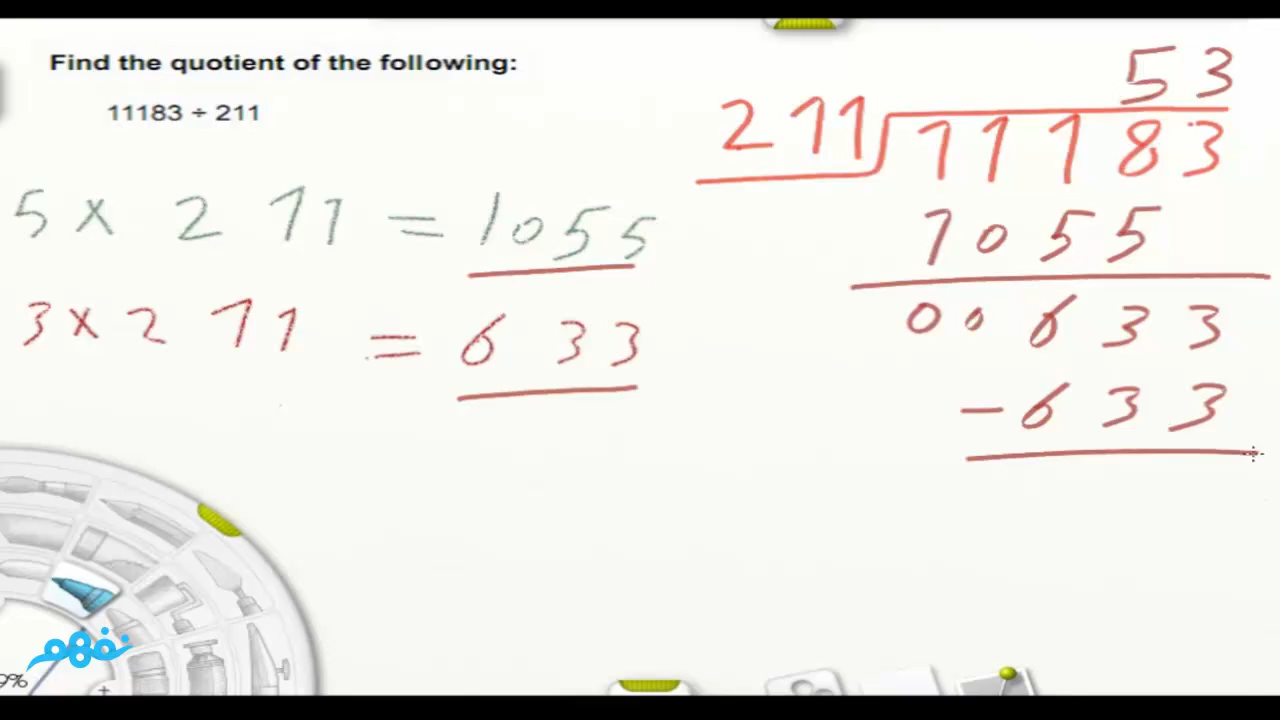 Find the quotient of the following:
11183 ÷ 211
5 × 211 = 1055
3 × 211 = 633
53
211 11183
1055
00633
- 633
نفهم
9%